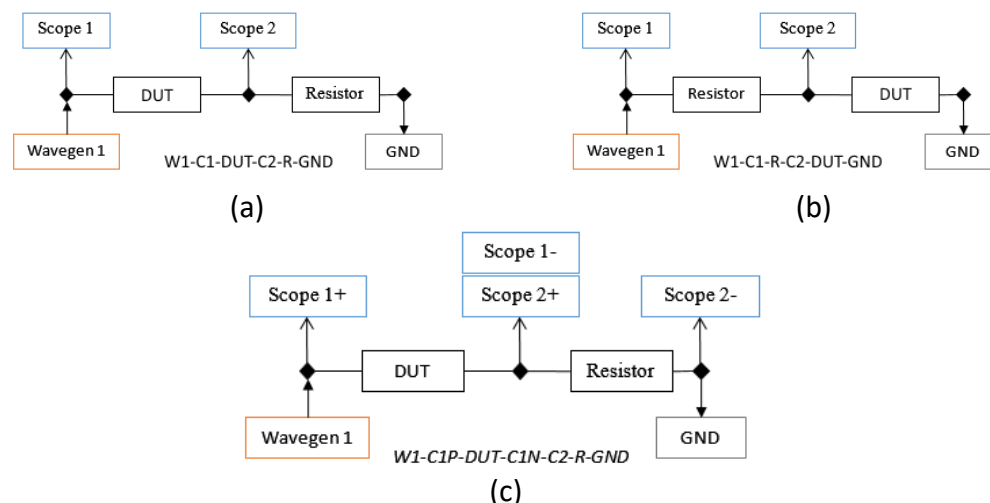 Scope 1
Scope 2
DUT
Resistor
Wavegen 1
GND
W1-C1-DUT-C2-R-GND
(a)
Scope 1
Scope 2
Resistor
DUT
Wavegen 1
GND
W1-C1-R-C2-DUT-GND
(b)
Scope 1-
Scope 1+
Scope 2+
Scope 2-
DUT
Resistor
Wavegen 1
GND
W1-C1P-DUT-C1N-C2-R-GND
(c)